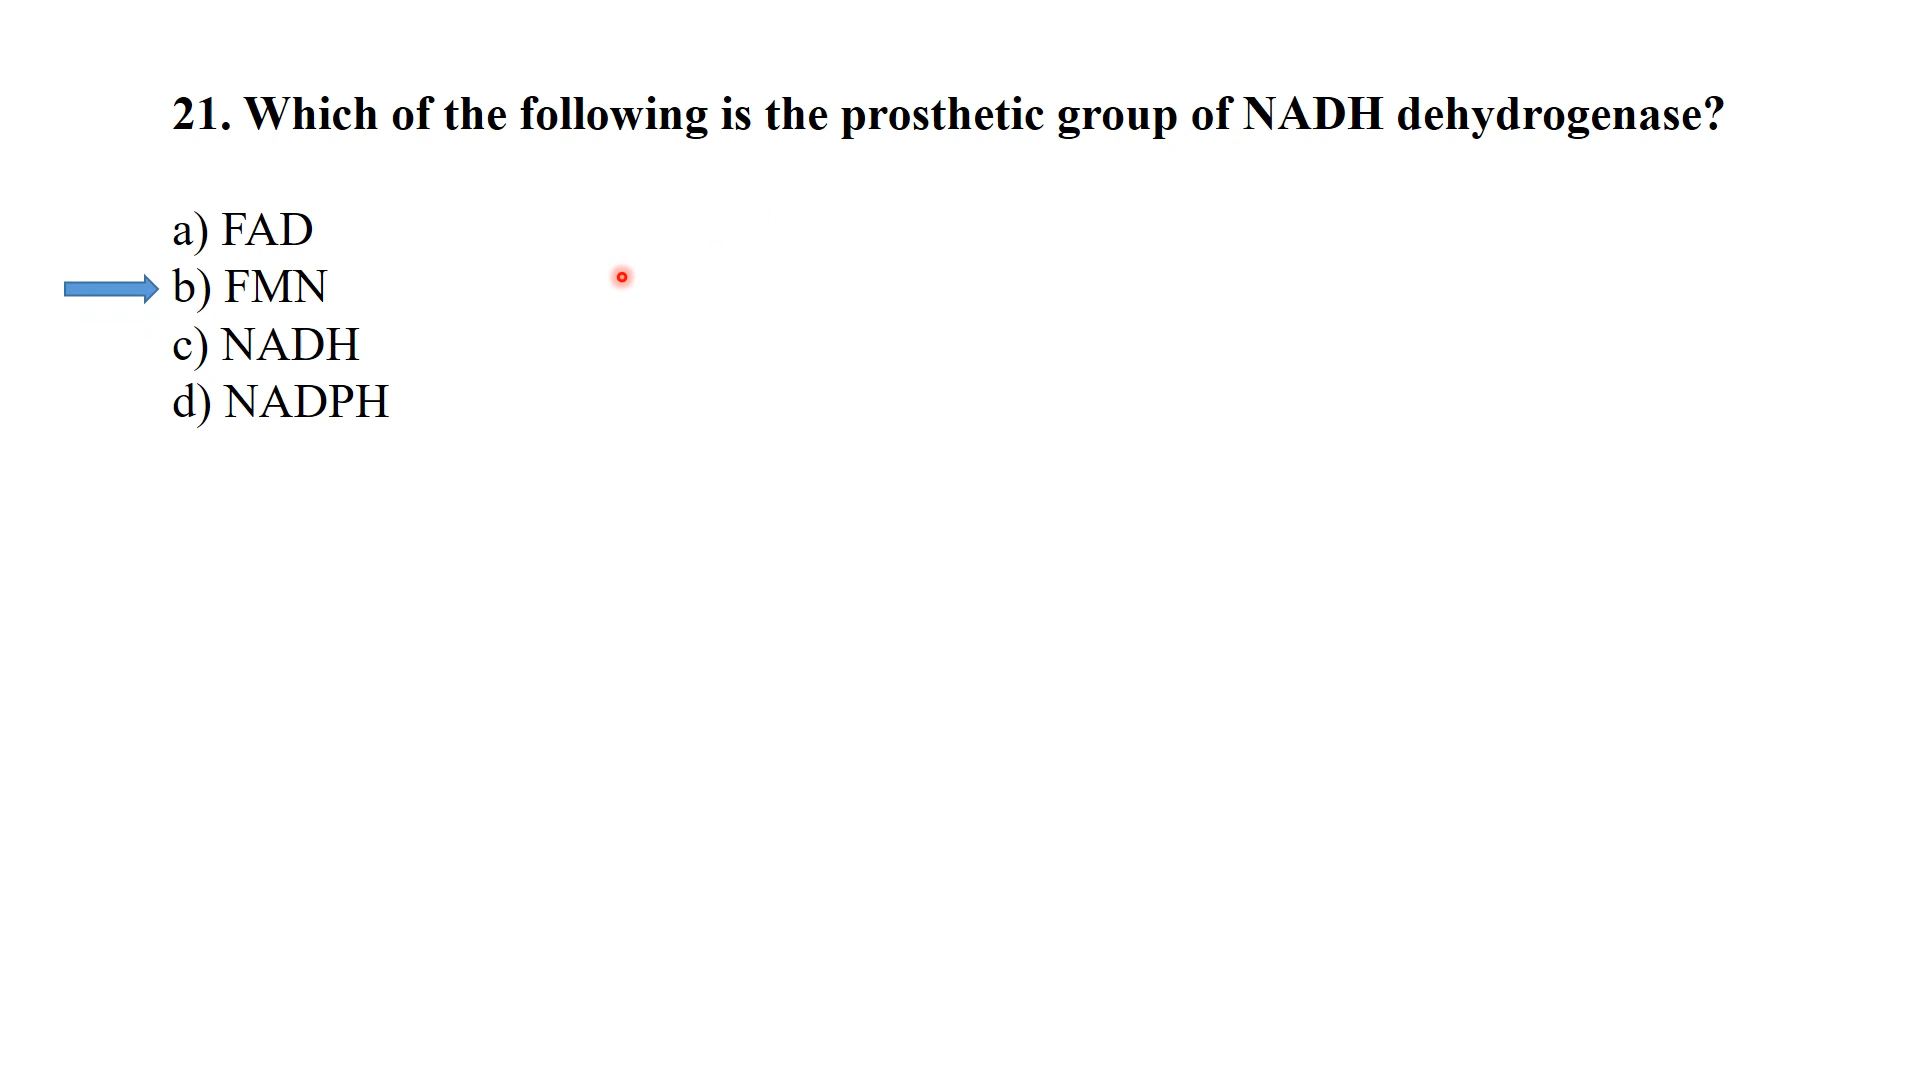 21. Which of the following is the prosthetic group of NADH dehydrogenase?
a) FAD
b) FMN
c) NADH
d) NADPH